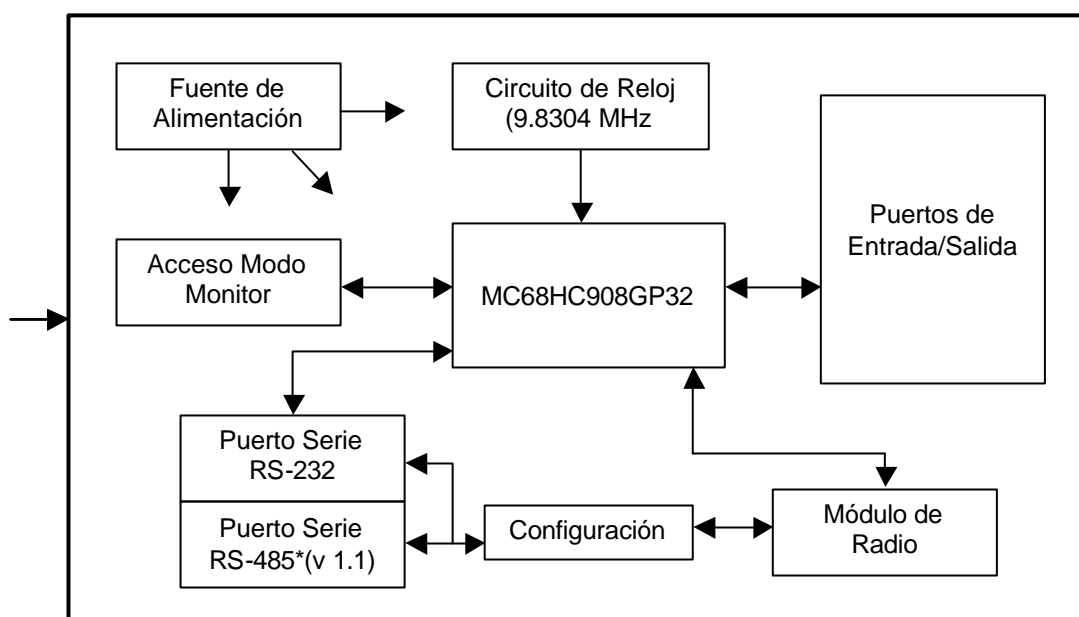 Fuente de
Alimentación
Circuito de Reloj
(9.8304 MHz
Puertos de
Entrada/Salida
Acceso Modo
Monitor
MC68HC908GP32
Puerto Serie
RS-232
Puerto Serie
RS-485*(v 1.1)
Configuración
Módulo de
Radio